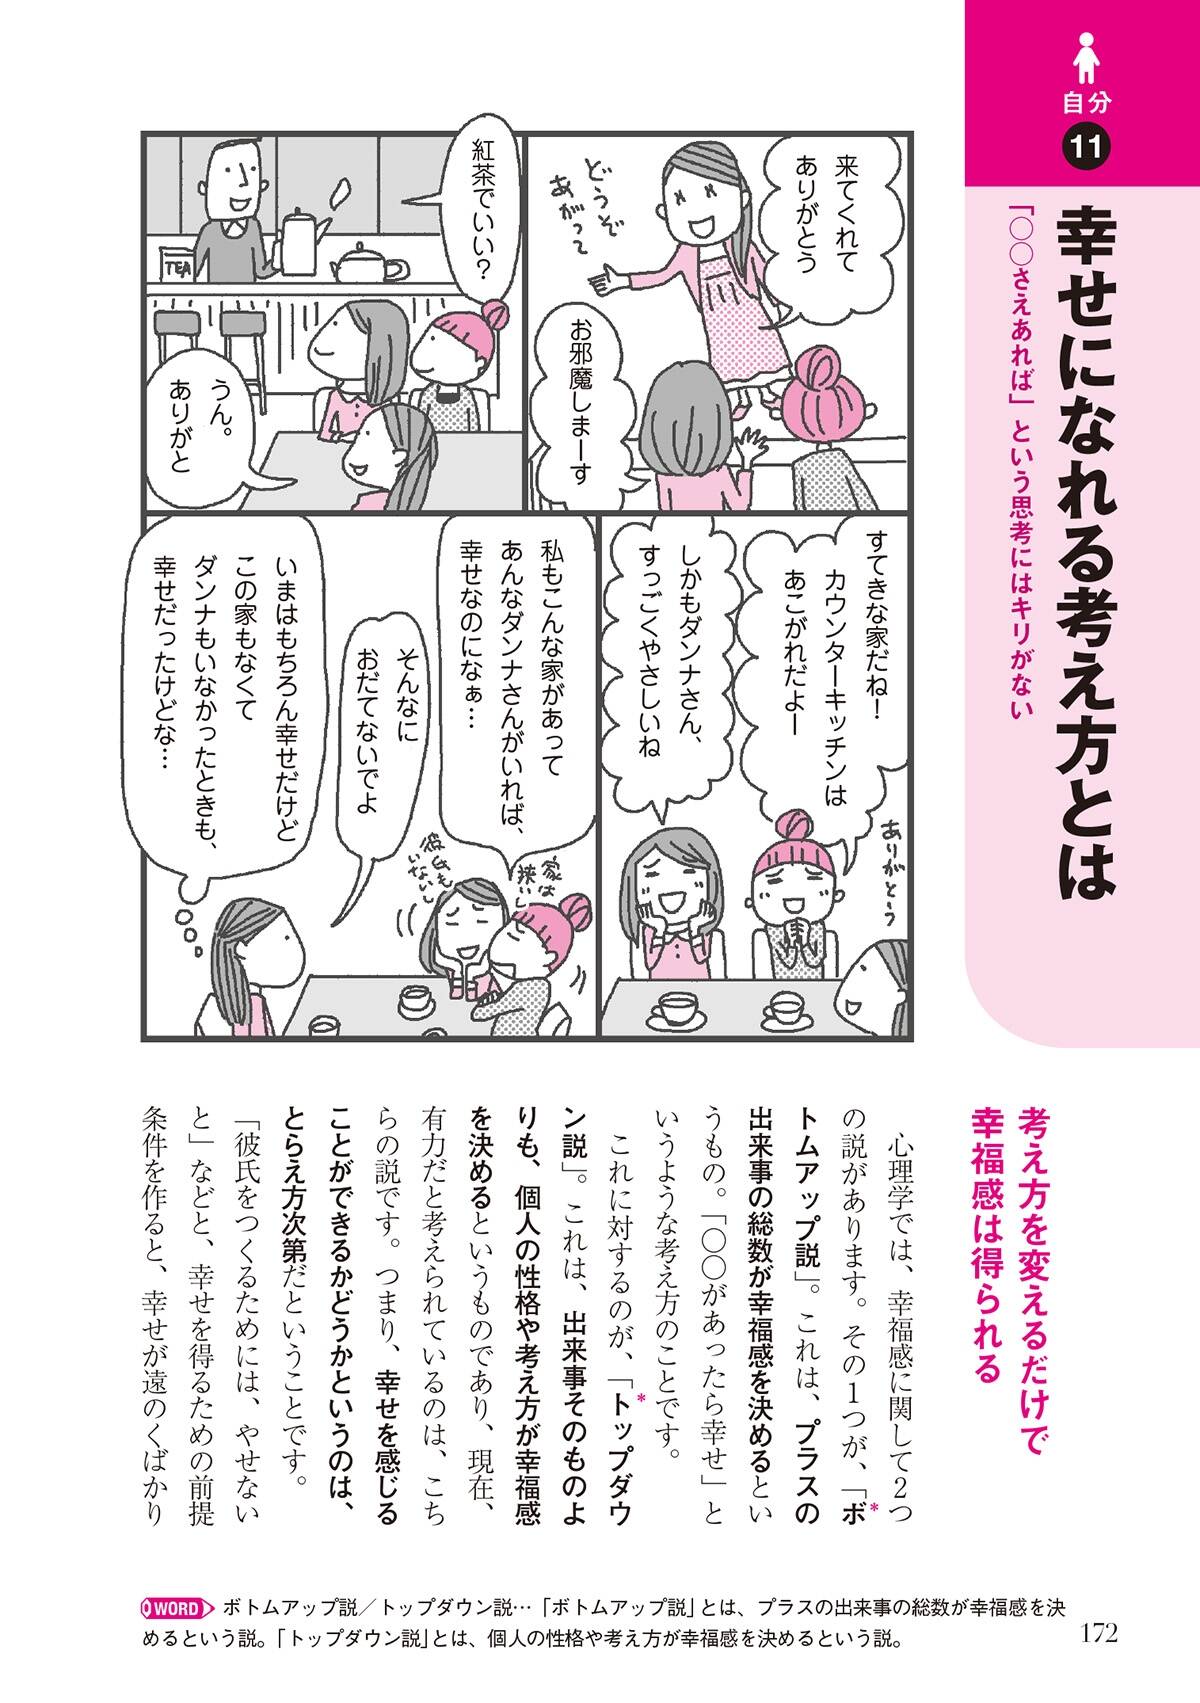 自分
11
幸せになれる考え方とは
「〇〇さえあれば」という思考にはキリがない
来てくれて
ありがとう
どうぞ
あがって
お邪魔しまーす
紅茶でいい？
TEA
うん。
ありがと
すてきな家だね！
カウンターキッチンは
あこがれだよー
ありがとう
しかもダンナさん、
すっごくやさしいね
私もこんな家があって
あんなダンナさんがいれば、
幸せなのになぁ…
家は
狭いし
彼氏も
いないし
そんなに
おだてないでよ
いまはもちろん幸せだけど
この家もなくて
ダンナもいなかったときも、
幸せだったけどな…
考え方を変えるだけで
幸福感は得られる
心理学では、幸福感に関して２つ
の説があります。その１つが、「ボ*
トムアップ説」。これは、プラスの
出来事の総数が幸福感を決めるとい
うもの。「〇〇があったら幸せ」と
いうような考え方のことです。
これに対するのが、「ト*ップダウ
ン説」。これは、出来事そのものよ
りも、個人の性格や考え方が幸福感
を決めるというものであり、現在、
有力だと考えられているのは、こち
らの説です。つまり、幸せを感じる
ことができるかどうかというのは、
とらえ方次第だということです。
「彼氏をつくるためには、やせない
と」などと、幸せを得るための前提
条件を作ると、幸せが遠のくばかり
WORD ボトムアップ説／トップダウン説…「ボトムアップ説」とは、プラスの出来事の総数が幸福感を決
めるという説。「トップダウン説」とは、個人の性格や考え方が幸福感を決めるという説。
172